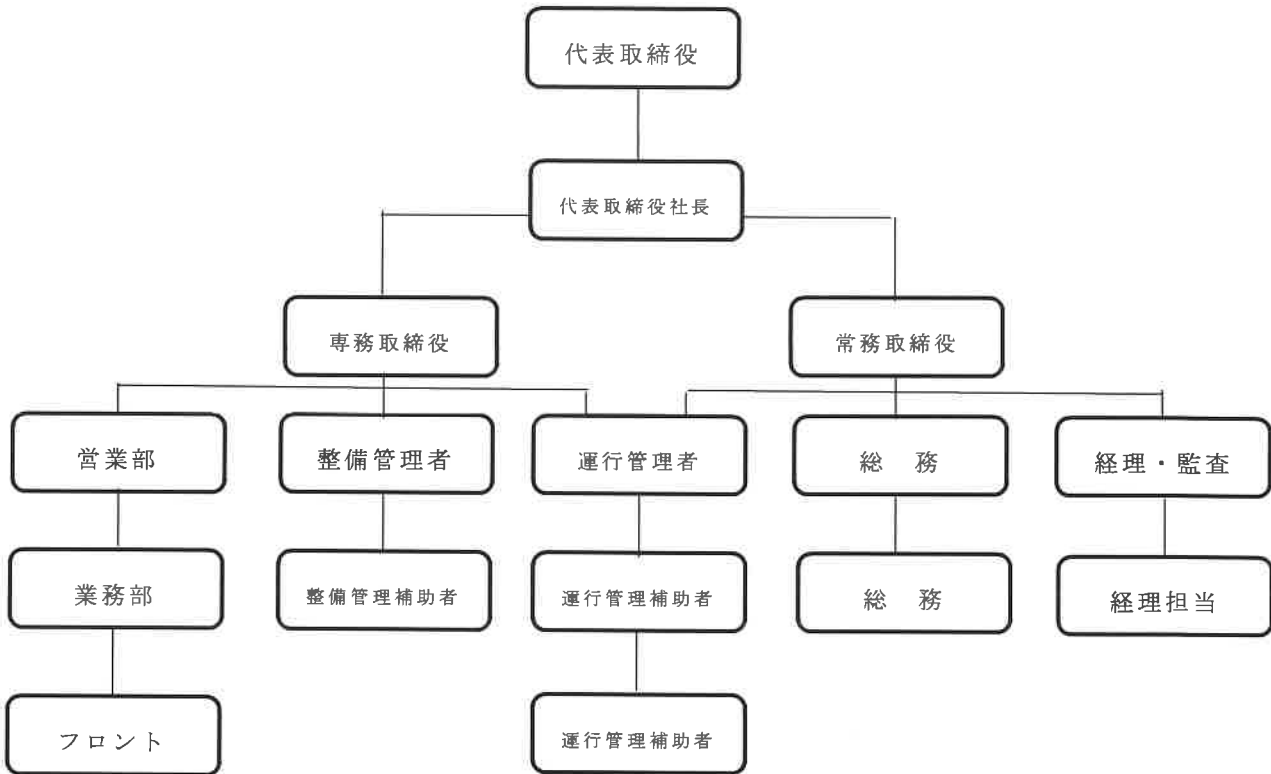 代表取締役
代表取締役社長
専務取締役
常務取締役
営業部
整備管理者
運行管理者
総　務
経理・監査
業務部
整備管理補助者
運行管理補助者
総　務
経理担当
フロント
運行管理補助者